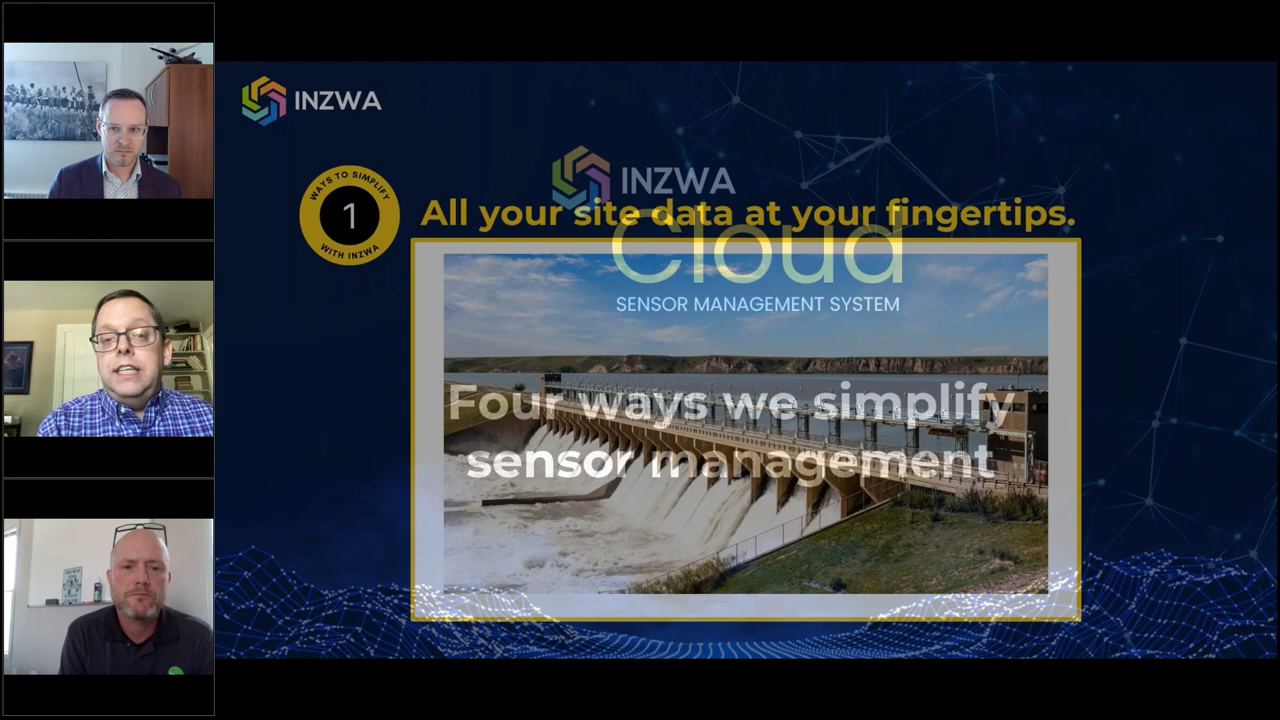 INZWA
WAYS TO SIMPLIFY
1
WITH INZWA
All your site data at your fingertips.
INZWA
Cloud
SENSOR MANAGEMENT SYSTEM
Four ways we simplify
sensor management